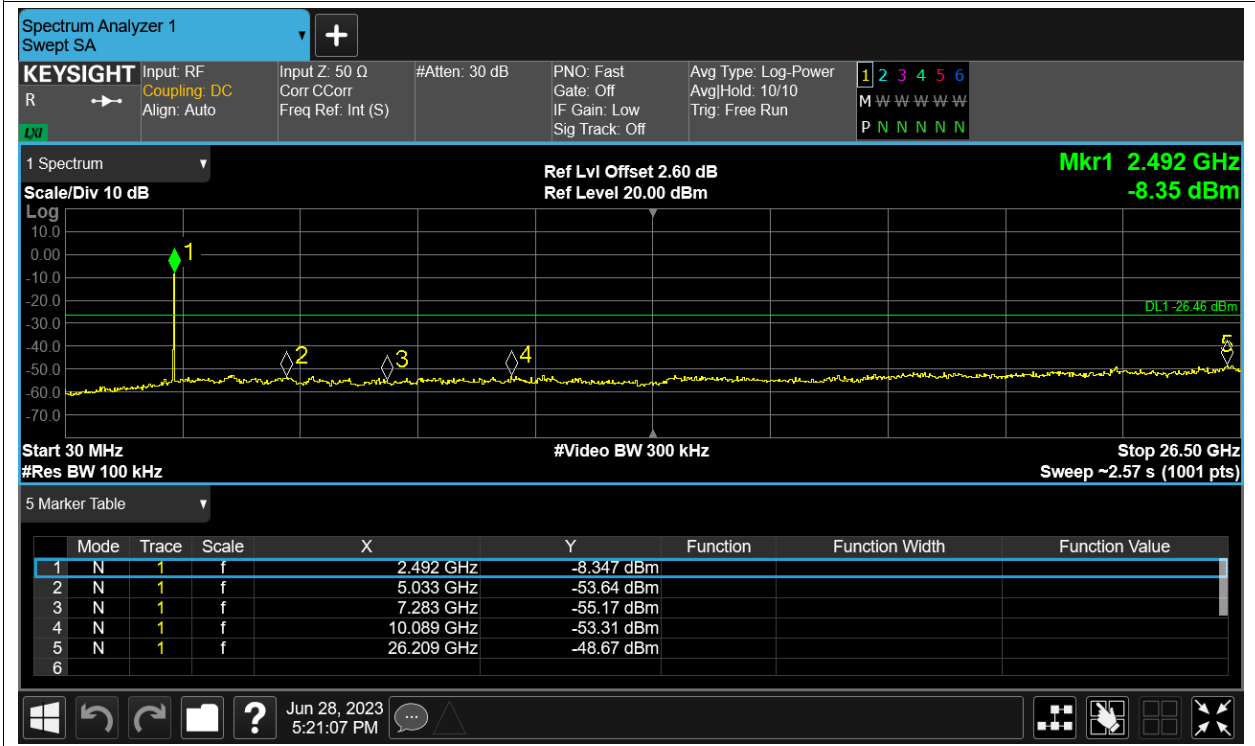 Spectrum Analyzer 1
Swept SA
+
KEYSIGHT
R
LXI
Input: RF
Coupling: DC
Align: Auto
Input Z: 50 Ω
Corr CCorr
Freq Ref: Int (S)
#Atten: 30 dB
PNO: Fast
Gate: Off
IF Gain: Low
Sig Track: Off
Avg Type: Log-Power
Avg|Hold: 10/10
Trig: Free Run
1 2 3 4 5 6
M W W W W W
P N N N N N
1 Spectrum
Scale/Div 10 dB
Ref Lvl Offset 2.60 dB
Ref Level 20.00 dBm
Mkr1 2.492 GHz
-8.35 dBm
Log
10.0
0.00
-10.0
-20.0
-30.0
-40.0
-50.0
-60.0
-70.0
1
2
3
4
5
DL1 -26.46 dBm
Start 30 MHz
#Res BW 100 kHz
#Video BW 300 kHz
Stop 26.50 GHz
Sweep ~2.57 s (1001 pts)
5 Marker Table
Mode Trace Scale X Y Function Function Width Function Value
1 N 1 f 2.492 GHz -8.347 dBm
2 N 1 f 5.033 GHz -53.64 dBm
3 N 1 f 7.283 GHz -55.17 dBm
4 N 1 f 10.089 GHz -53.31 dBm
5 N 1 f 26.209 GHz -48.67 dBm
6
?
Jun 28, 2023
5:21:07 PM